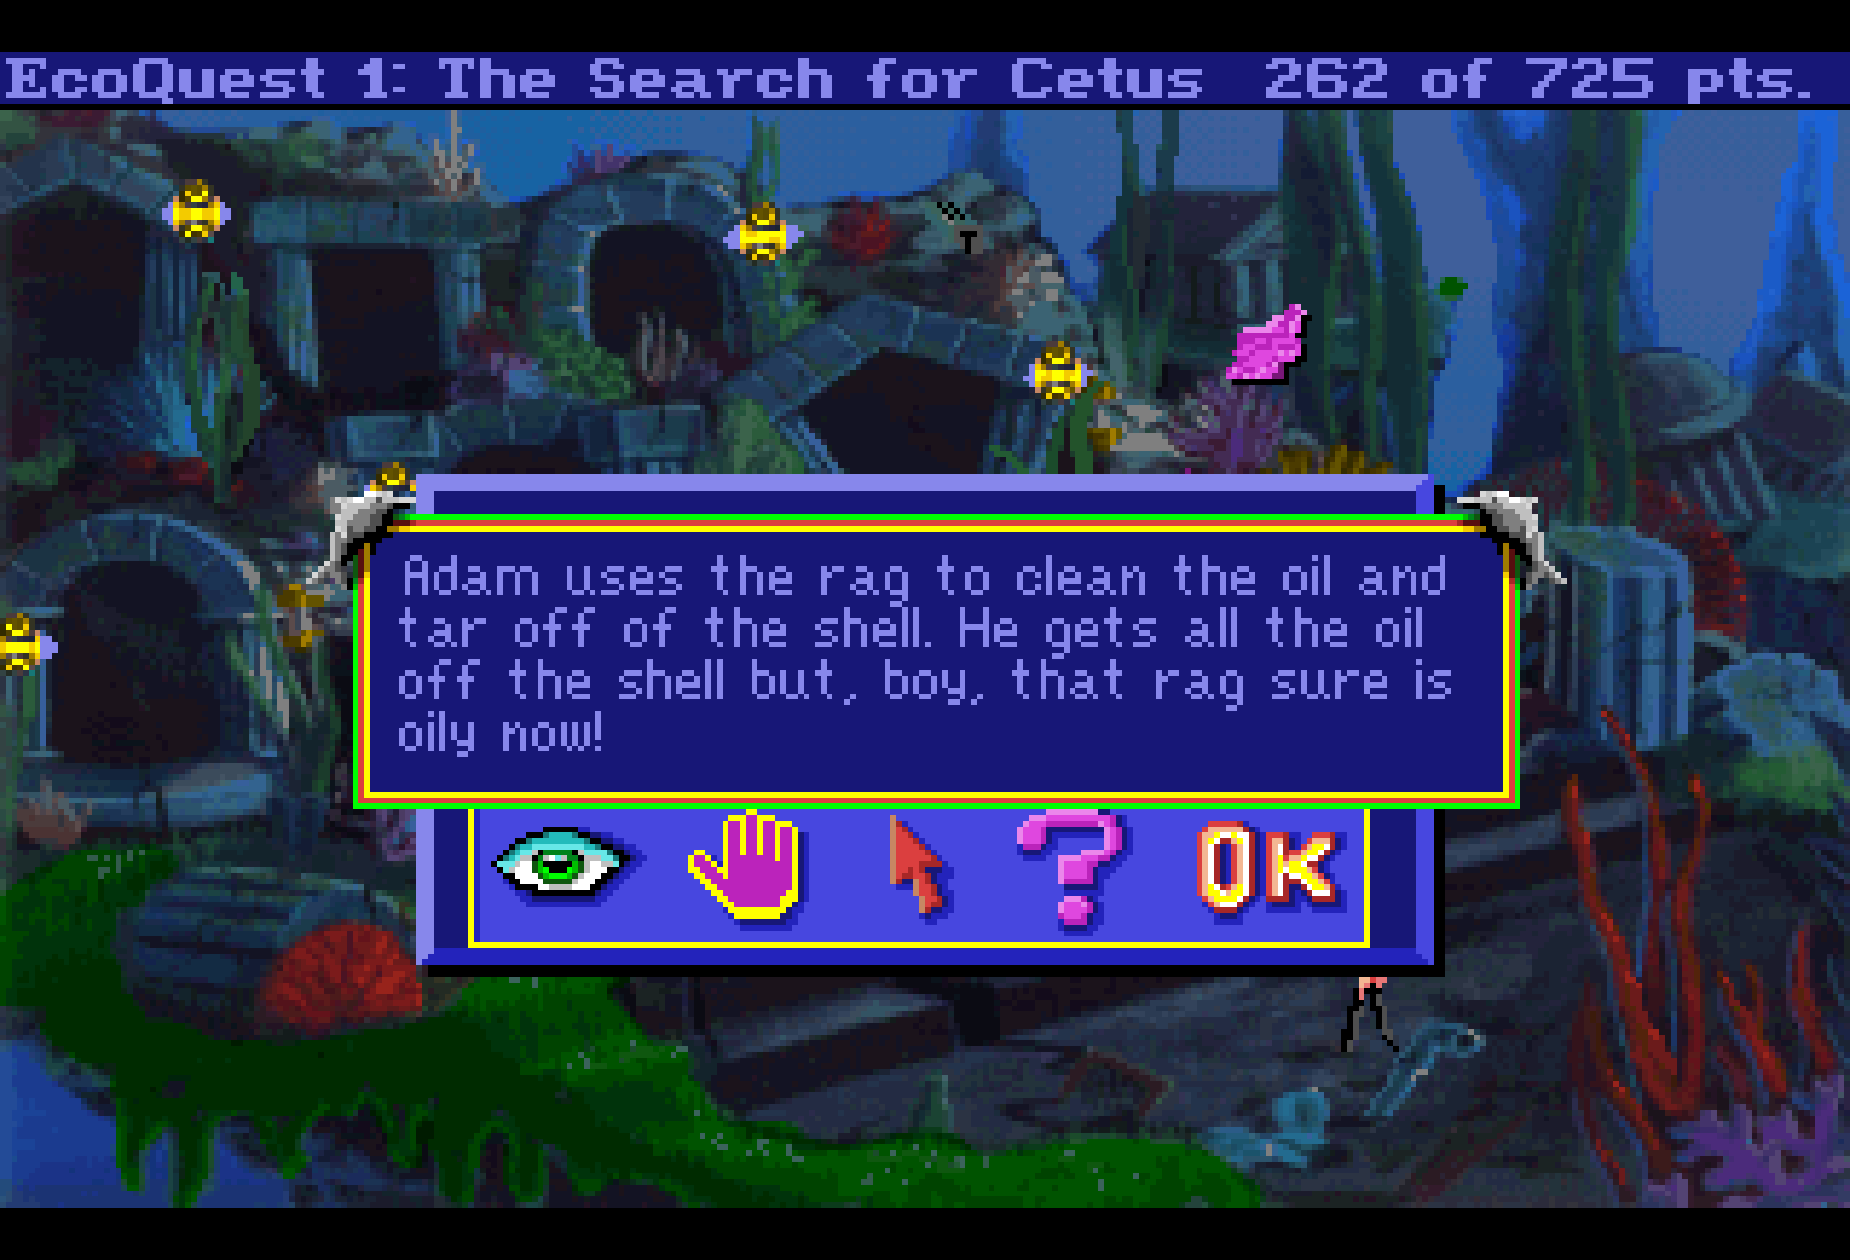 EcoQuest 1: The Search for Cetus 262 of 725 pts.
Adam uses the rag to clean the oil and
tar off of the shell. He gets all the oil
off the shell but, boy, that rag sure is
oily now!
OK